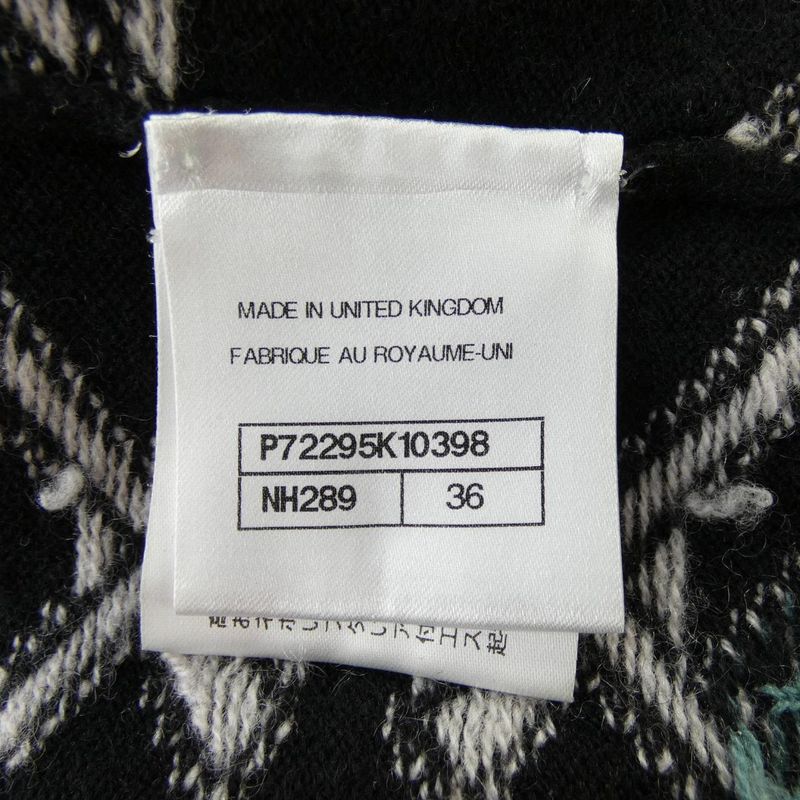 MADE IN UNITED KINGDOM
FABRIQUE AU ROYAUME-UNI
P72295K10398
NH289 36